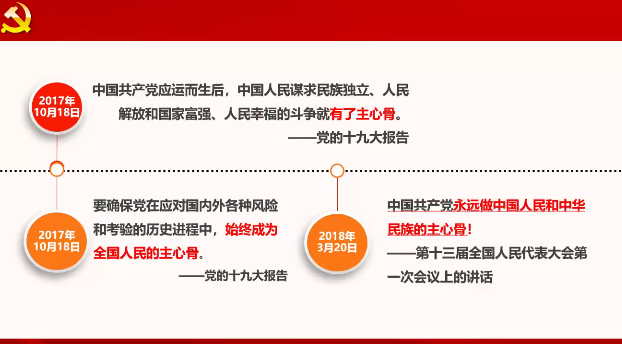 2017年
10月18日
中国共产党应运而生后，中国人民谋求民族独立、人民
解放和国家富强、人民幸福的斗争就有了主心骨。
——党的十九大报告
2017年
10月18日
要确保党在应对国内外各种风险
和考验的历史进程中，始终成为
全国人民的主心骨。
——党的十九大报告
2018年
3月20日
中国共产党永远做中国人民和中华
民族的主心骨！
——第十三届全国人民代表大会第
一次会议上的讲话